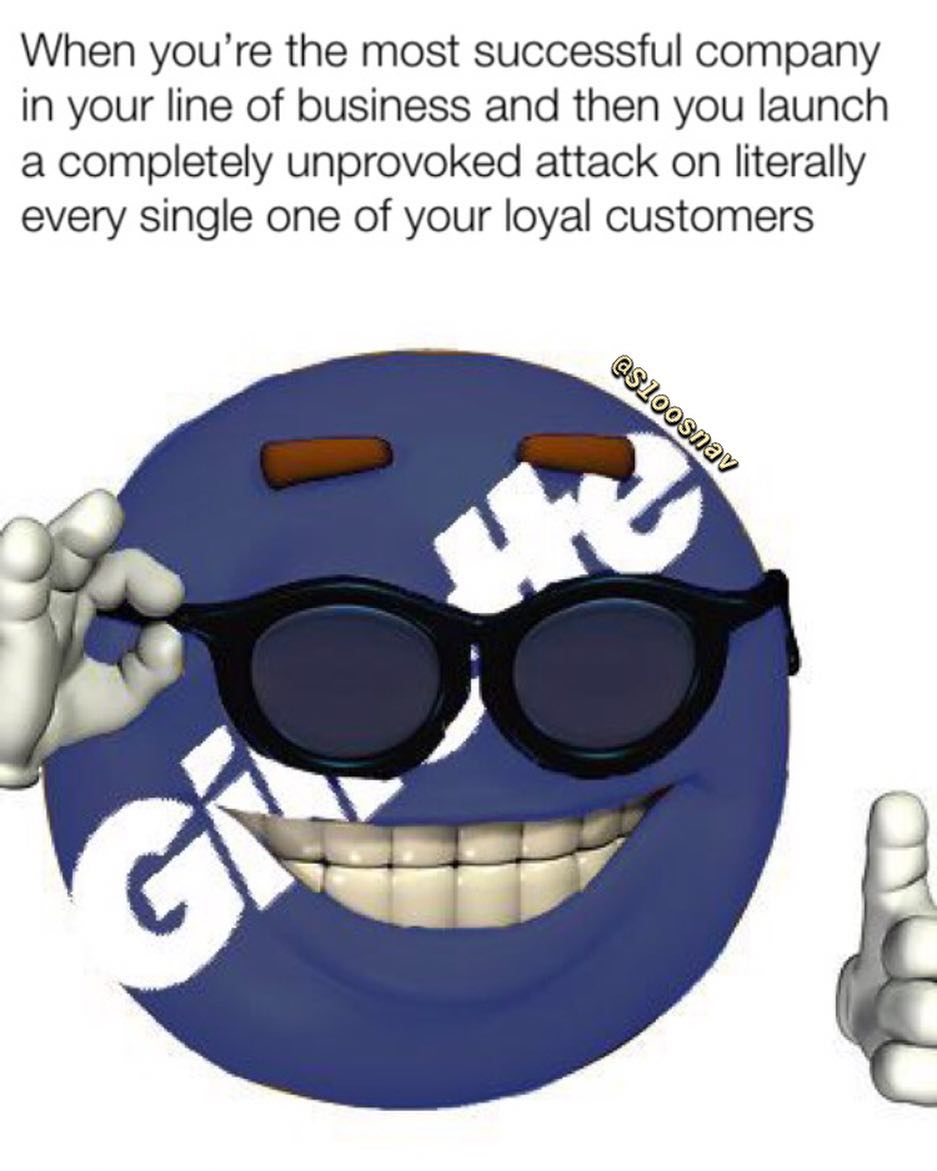 When you’re the most successful company
in your line of business and then you launch
a completely unprovoked attack on literally
every single one of your loyal customers
@sloosnav
Gillette